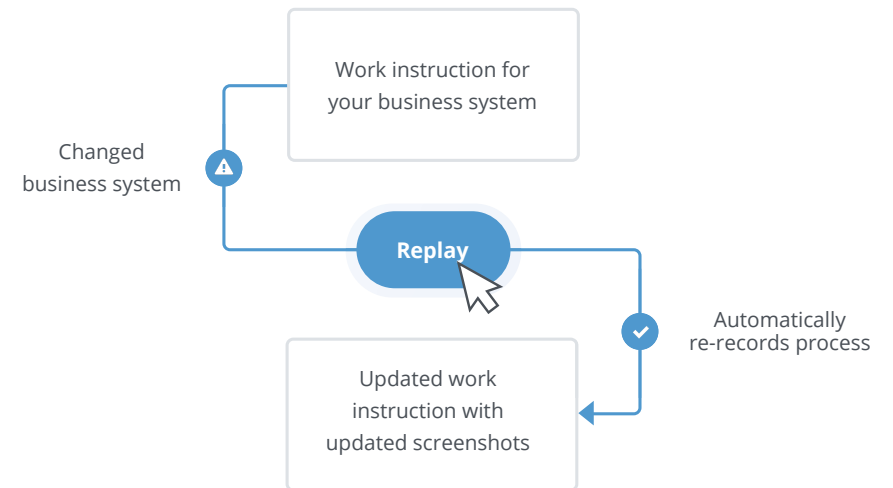 Work instruction for
your business system
Changed
business system
Replay
Automatically
re-records process
Updated work
instruction with
updated screenshots